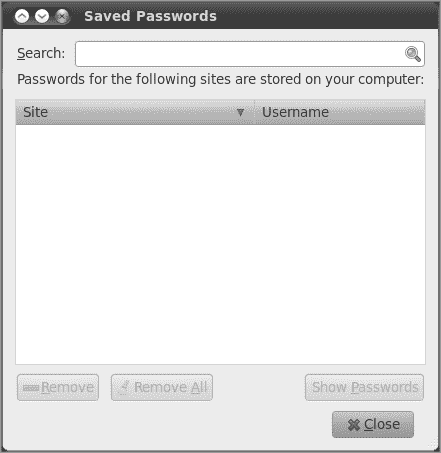 Saved Passwords
Search:
Passwords for the following sites are stored on your computer:
Site Username
Remove Remove All Show Passwords
Close